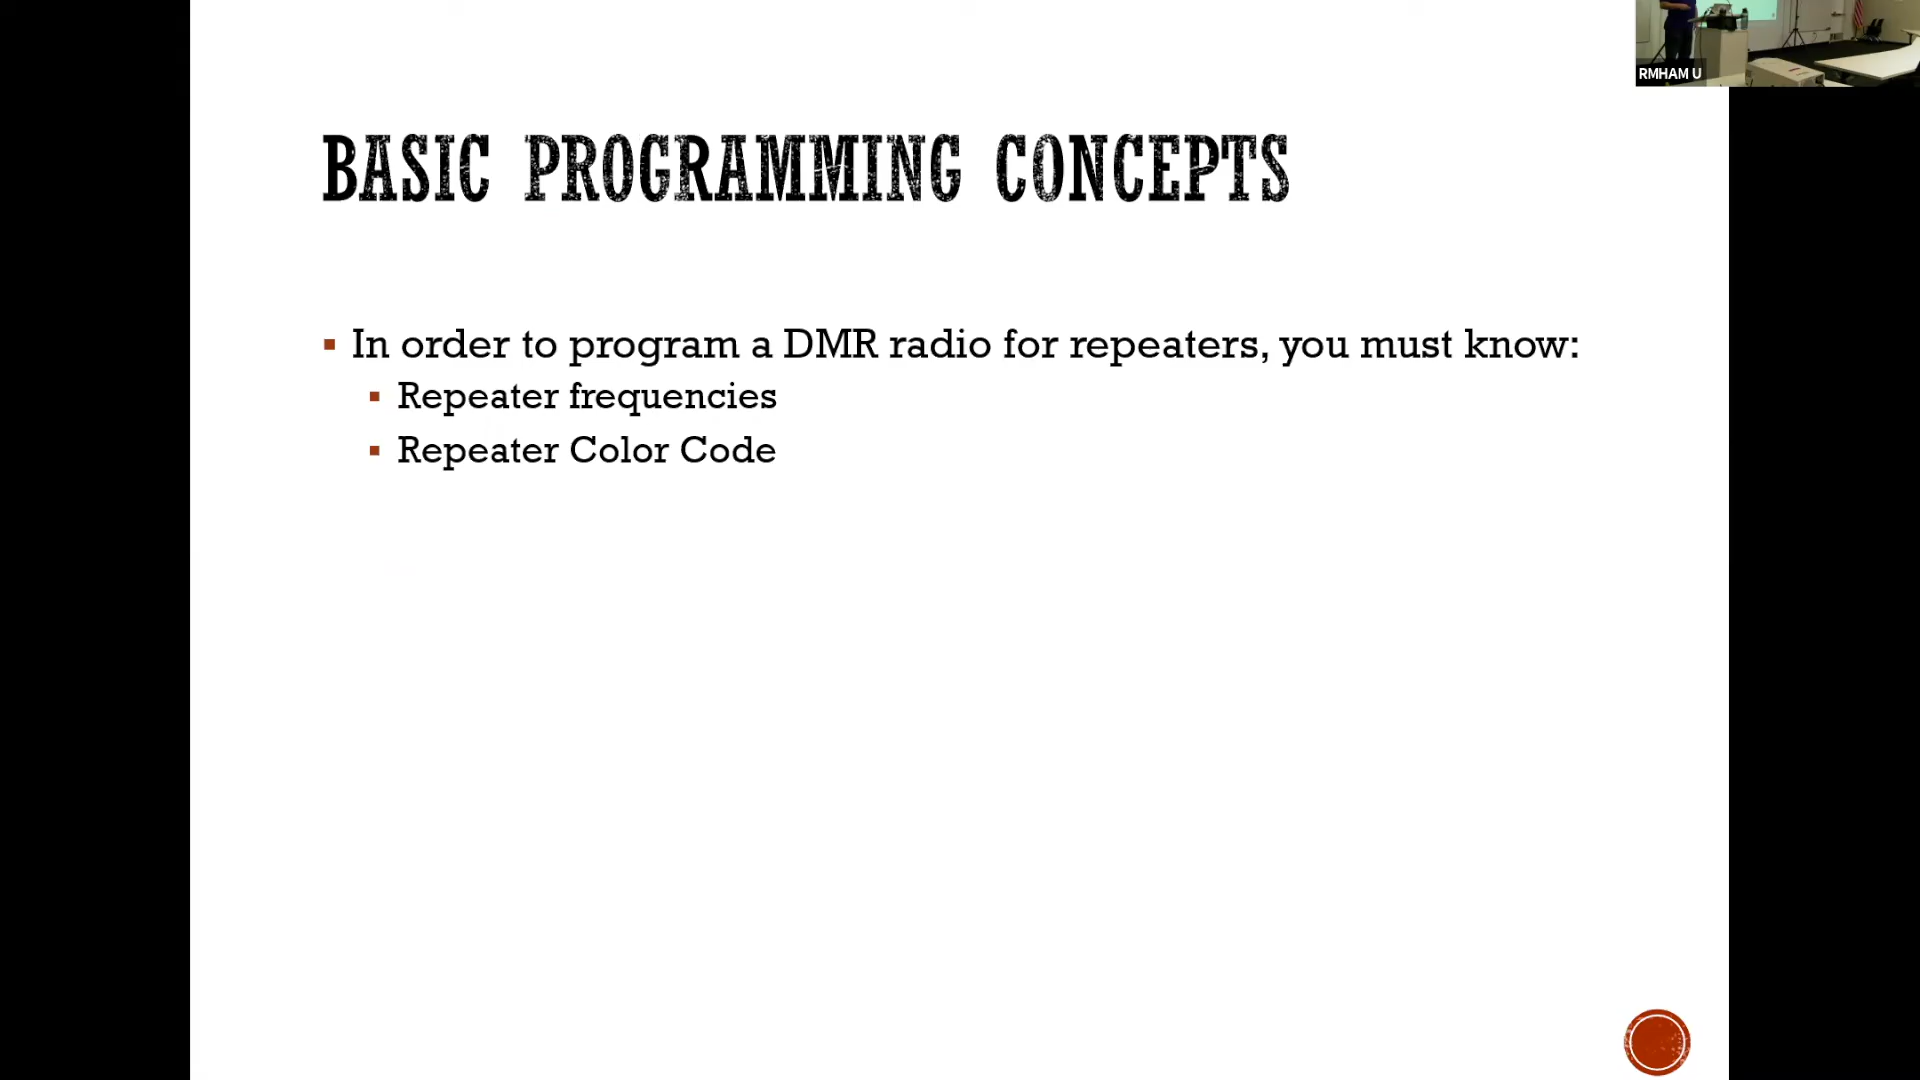 RMHAM U
BASIC PROGRAMMING CONCEPTS
In order to program a DMR radio for repeaters, you must know:
Repeater frequencies
Repeater Color Code